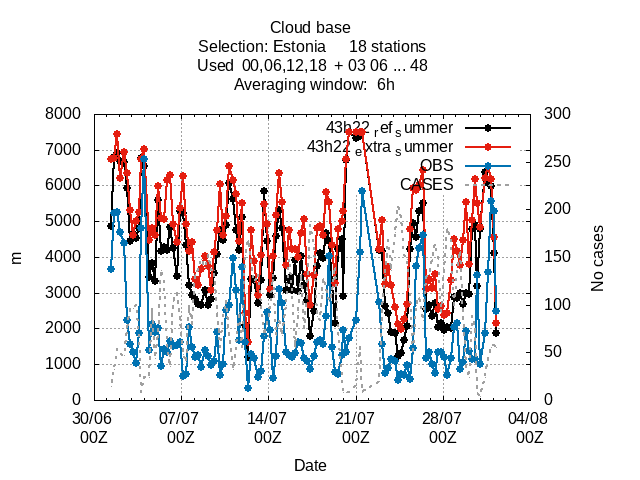 Cloud base
Selection: Estonia 18 stations
Used 00,06,12,18 + 03 06 ... 48
Averaging window: 6h
8000
7000
6000
5000
4000
3000
2000
1000
0
300
250
200
150
100
50
0
43h22_ref_summer
43h22_extra_summer
OBS
CASES
m
No cases
30/06 07/07 14/07 21/07 28/07 04/08
00Z 00Z 00Z 00Z 00Z 00Z
Date